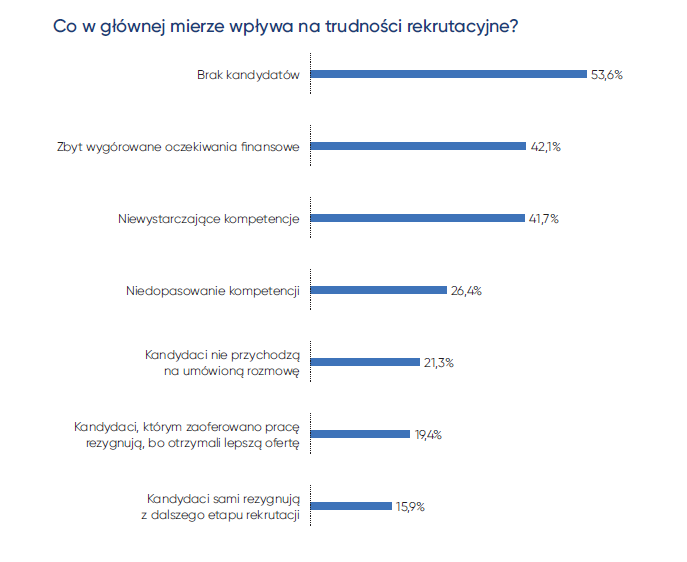 Co w głównej mierze wpływa na trudności rekrutacyjne?
Brak kandydatów
53,6%
Zbyt wygórowane oczekiwania finansowe
42,1%
Niewystarczające kompetencje
41,7%
Niedopasowanie kompetencji
26,4%
Kandydaci nie przychodzą
na umówioną rozmowę
21,3%
Kandydaci, którym zaoferowano pracę
rezygnują, bo otrzymali lepszą ofertę
19,4%
Kandydaci sami rezygnują
z dalszego etapu rekrutacji
15,9%